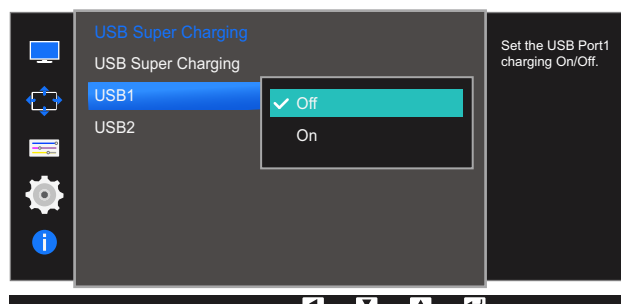 USB Super Charging
USB Super Charging
USB1
USB2
Off
On
Set the USB Port1
charging On/Off.